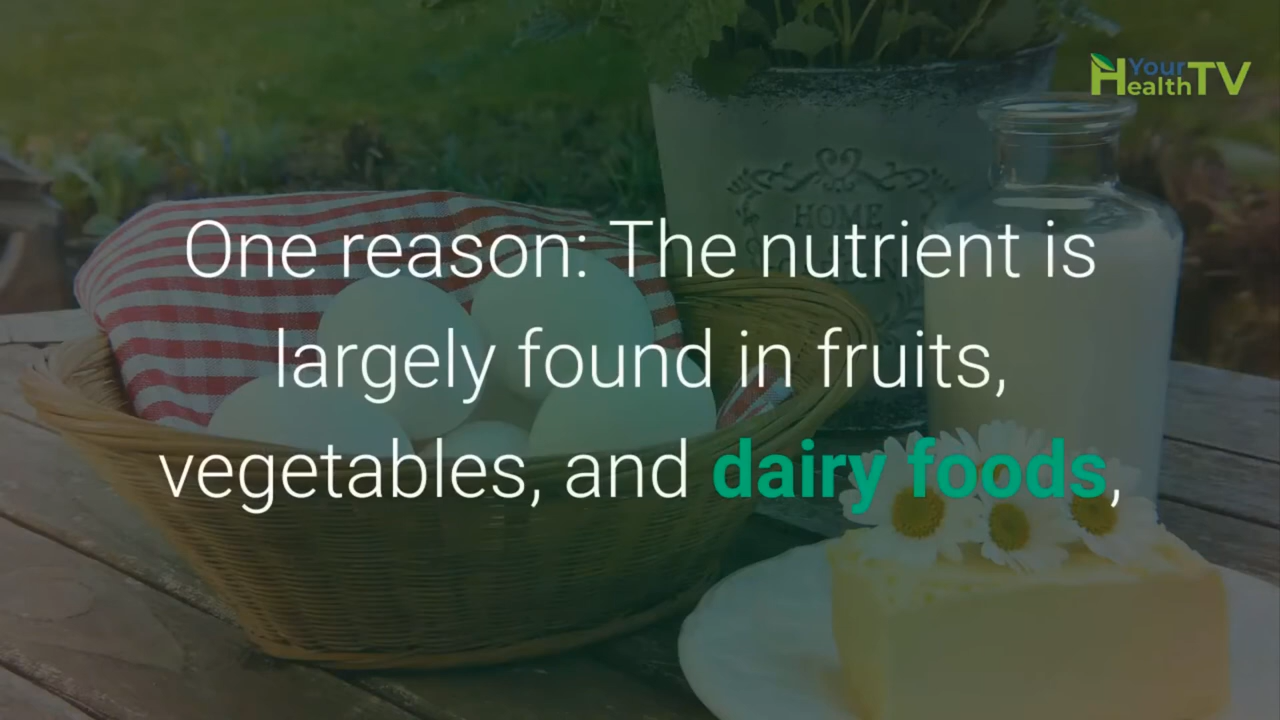 Your
HealthTV
HOME
One reason: The nutrient is
largely found in fruits,
vegetables, and dairy foods,